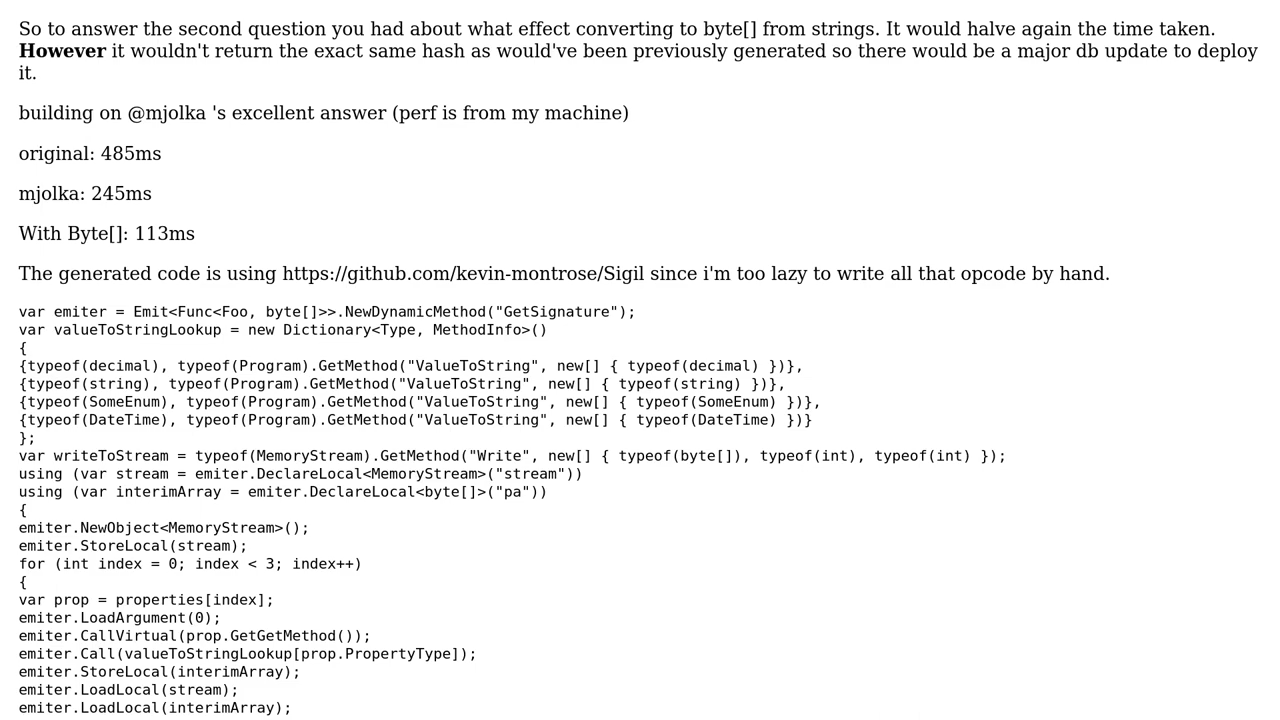 So to answer the second question you had about what effect converting to byte[] from strings. It would halve again the time taken.
However it wouldn't return the exact same hash as would've been previously generated so there would be a major db update to deploy
it.
building on @mjolka 's excellent answer (perf is from my machine)
original: 485ms
mjolka: 245ms
With Byte[]: 113ms
The generated code is using https://github.com/kevin-montrose/Sigil since i'm too lazy to write all that opcode by hand.
var emiter = Emit<Func<Foo, byte[]>>.NewDynamicMethod("GetSignature");
var valueToStringLookup = new Dictionary<Type, MethodInfo>()
{
{typeof(decimal), typeof(Program).GetMethod("ValueToString", new[] { typeof(decimal) })},
{typeof(string), typeof(Program).GetMethod("ValueToString", new[] { typeof(string) })},
{typeof(SomeEnum), typeof(Program).GetMethod("ValueToString", new[] { typeof(SomeEnum) })},
{typeof(DateTime), typeof(Program).GetMethod("ValueToString", new[] { typeof(DateTime) })}
};
var writeToStream = typeof(MemoryStream).GetMethod("Write", new[] { typeof(byte[]), typeof(int), typeof(int) });
using (var stream = emiter.DeclareLocal<MemoryStream>("stream"))
using (var interimArray = emiter.DeclareLocal<byte[]>("pa"))
{
emiter.NewObject<MemoryStream>();
emiter.StoreLocal(stream);
for (int index = 0; index < 3; index++)
{
var prop = properties[index];
emiter.LoadArgument(0);
emiter.CallVirtual(prop.GetGetMethod());
emiter.Call(valueToStringLookup[prop.PropertyType]);
emiter.StoreLocal(interimArray);
emiter.LoadLocal(stream);
emiter.LoadLocal(interimArray);